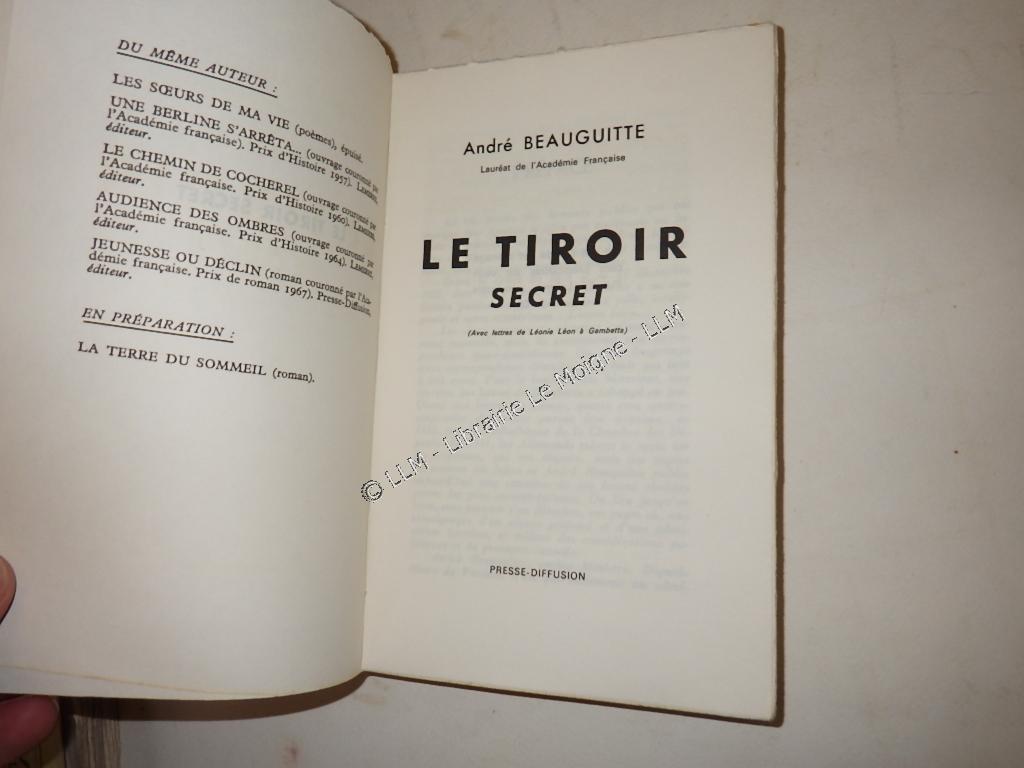 DU MÊME AUTEUR :
LES SŒURS DE MA VIE (poèmes), épuisé.
UNE BERLINE S'ARRÊTA... (ouvrage couronné par
l'Académie française). Prix d'Histoire 1957). LAMBERT,
éditeur.
LE CHEMIN DE COCHEREL (ouvrage couronné par
l'Académie française. Prix d'Histoire 1960). LAMBERT,
éditeur.
AUDIENCE DES OMBRES (ouvrage couronné par
l'Académie française. Prix d'Histoire 1964). LAMBERT,
éditeur.
JEUNESSE OU DÉCLIN (roman couronné par l'Aca-
démie française. Prix de roman 1967). Presse-Diffusion,
éditeur.
EN PRÉPARATION :
LA TERRE DU SOMMEIL (roman).
André BEAUGUITTE
Lauréat de l'Académie Française
LE TIROIR
SECRET
(Avec lettres de Léonie Léon à Gambetta)
PRESSE-DIFFUSION
© LLM - Librairie Le Moigne - LLM